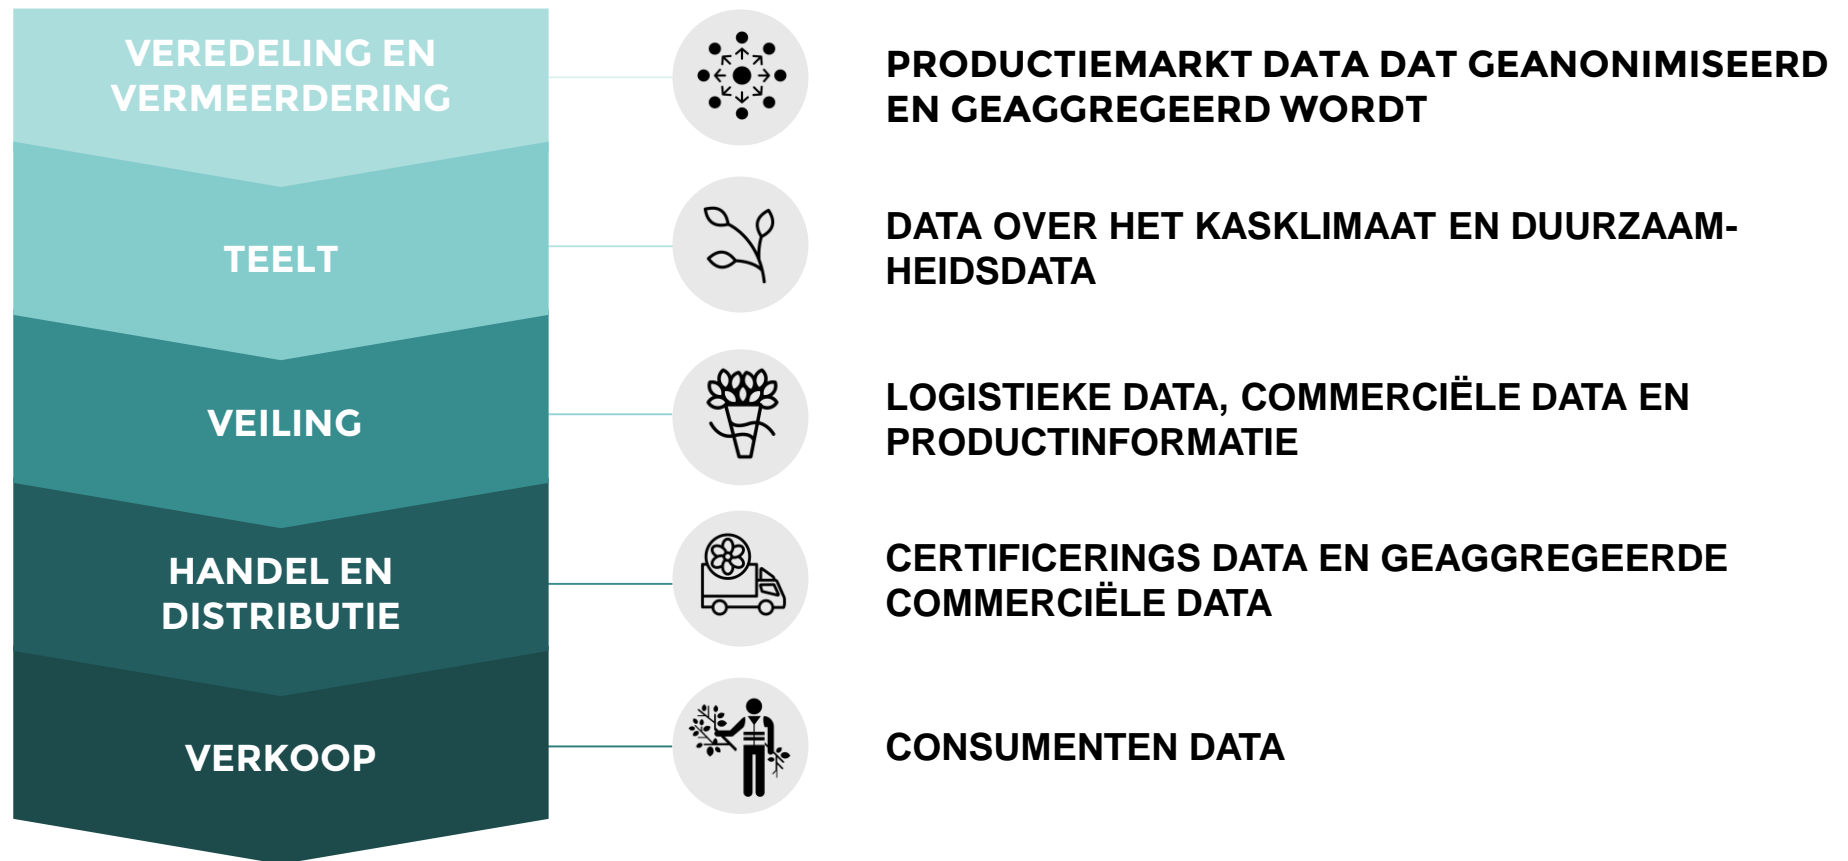 VEREDELING EN
VERMEERDERING
PRODUCTIEMARKT DATA DAT GEANONIMISEERD
EN GEAGGREGEERD WORDT
TEELT
DATA OVER HET KASKLIMAAT EN DUURZAAM-
HEIDSDATA
VEILING
LOGISTIEKE DATA, COMMERCIËLE DATA EN
PRODUCTINFORMATIE
HANDEL EN
DISTRIBUTIE
CERTIFICERINGS DATA EN GEAGGREGEERDE
COMMERCIËLE DATA
VERKOOP
CONSUMENTEN DATA